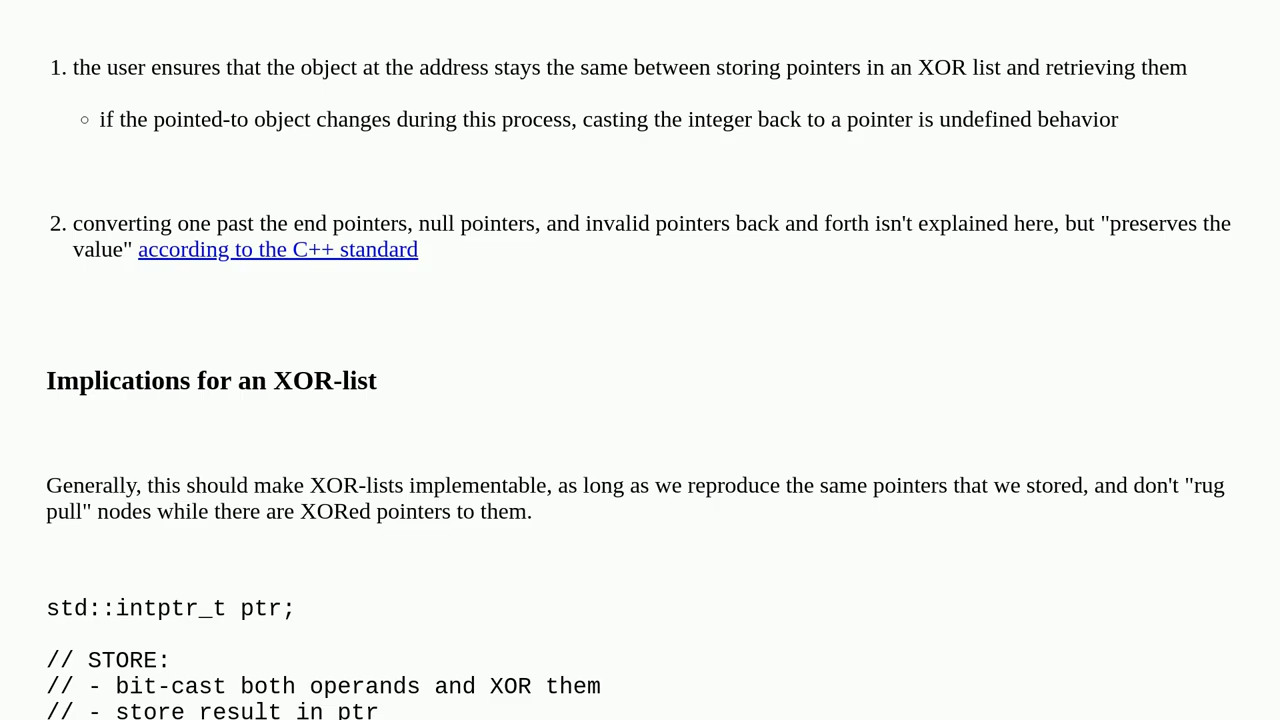 1. the user ensures that the object at the address stays the same between storing pointers in an XOR list and retrieving them
◦ if the pointed-to object changes during this process, casting the integer back to a pointer is undefined behavior
2. converting one past the end pointers, null pointers, and invalid pointers back and forth isn't explained here, but "preserves the
value" according to the C++ standard
Implications for an XOR-list
Generally, this should make XOR-lists implementable, as long as we reproduce the same pointers that we stored, and don't "rug
pull" nodes while there are XORed pointers to them.
std::intptr_t ptr;
// STORE:
// - bit-cast both operands and XOR them
// - store result in ptr